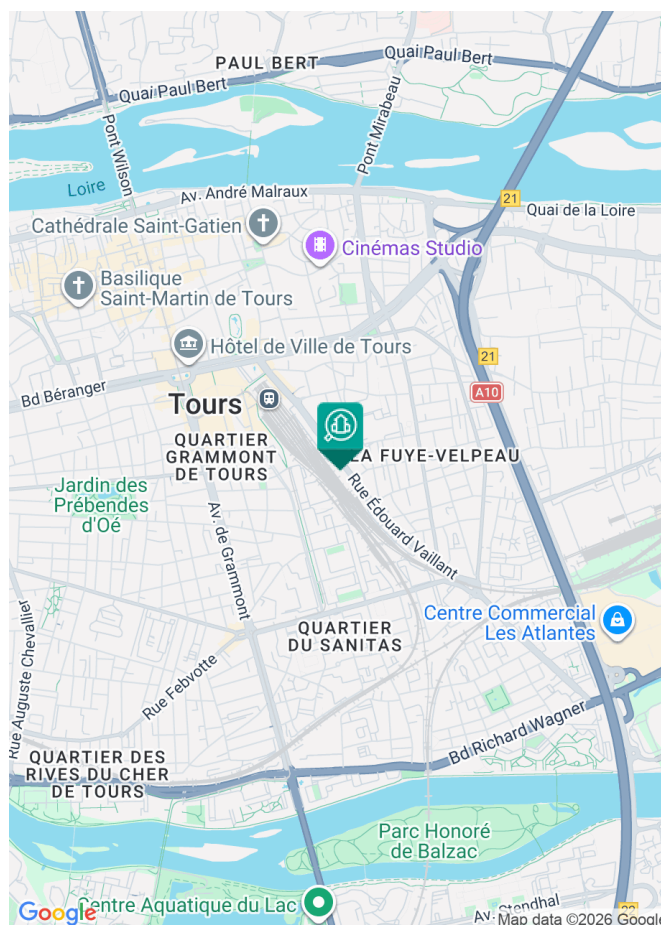 PAUL BERT
Quai Paul Bert
Quai Paul Bert
Pont Wilson
Pont Mirabeau
Loire
Av. André Malraux
21
Quai de la Loire
Cathédrale Saint-Gatien
Cinémas Studio
Basilique
Saint-Martin de Tours
Hôtel de Ville de Tours
21
A10
Bd Béranger
Tours
QUARTIER
GRAMMONT
DE TOURS
LA FUYE-VELPEAU
Jardin des
Prébendes
d'Oé
Rue Édouard Vaillant
Av. de Grammont
Centre Commercial
Les Atlantes
QUARTIER
DU SANITAS
Rue Auguste Chevallier
Rue Febvotte
Bd Richard Wagner
QUARTIER DES
RIVES DU CHER
DE TOURS
Parc Honoré
de Balzac
Centre Aquatique du Lac
Av. Stendhal
22
Google
Map data ©2026 Google